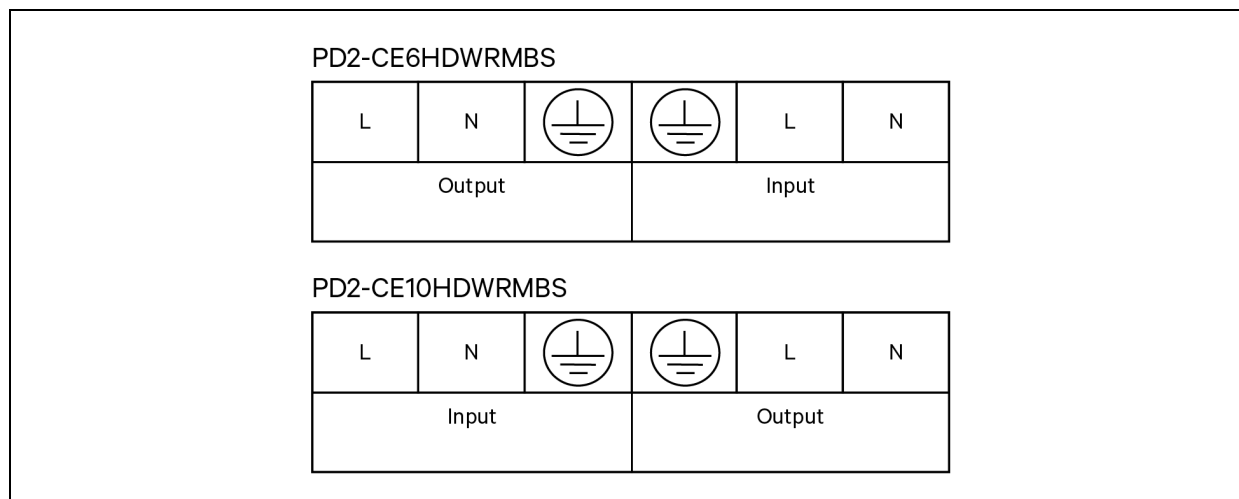 PD2-CE6HDWRMBS
L N L N
Output Input
PD2-CE10HDWRMBS
L N L N
Input Output